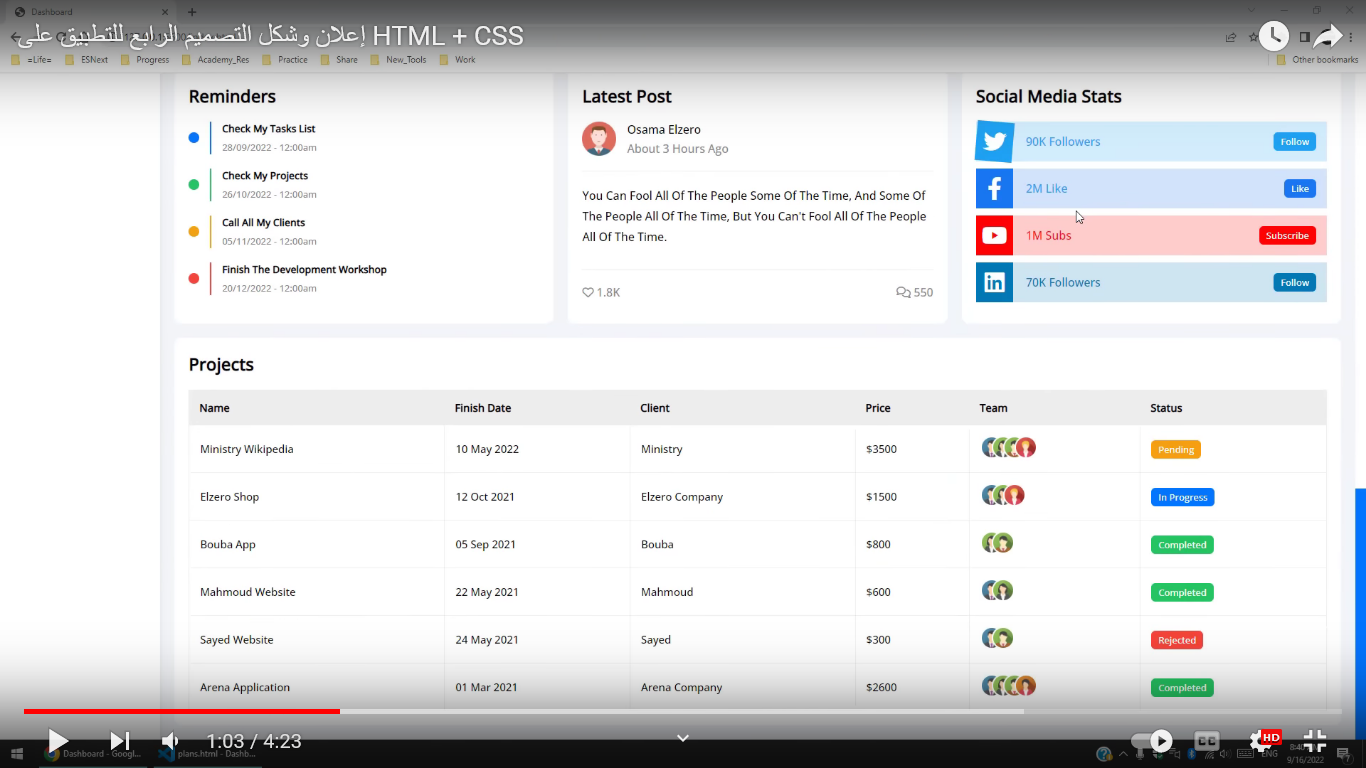 Dashboard
إعلان وشكل التصميم الرابع للتطبيق على HTML + CSS
=Life=
ESNext
Progress
Academy_Res
Practice
Share
New_Tools
Work
Other bookmarks
Reminders
Check My Tasks List
28/09/2022 - 12:00am
Check My Projects
26/10/2022 - 12:00am
Call All My Clients
05/11/2022 - 12:00am
Finish The Development Workshop
20/12/2022 - 12:00am
Latest Post
Osama Elzero
About 3 Hours Ago
You Can Fool All Of The People Some Of The Time, And Some Of
The People All Of The Time, But You Can't Fool All Of The People
All Of The Time.
1.8K
550
Social Media Stats
90K Followers Follow
2M Like Like
1M Subs Subscribe
70K Followers Follow
Projects
Name Finish Date Client Price Team Status
Ministry Wikipedia 10 May 2022 Ministry $3500 Pending
Elzero Shop 12 Oct 2021 Elzero Company $1500 In Progress
Bouba App 05 Sep 2021 Bouba $800 Completed
Mahmoud Website 22 May 2021 Mahmoud $600 Completed
Sayed Website 24 May 2021 Sayed $300 Rejected
Arena Application 01 Mar 2021 Arena Company $2600 Completed
1:03 / 4:23
CC
HD
Dashboard - Googl...
plans.html - Dashb...
ENG
9/16/2022